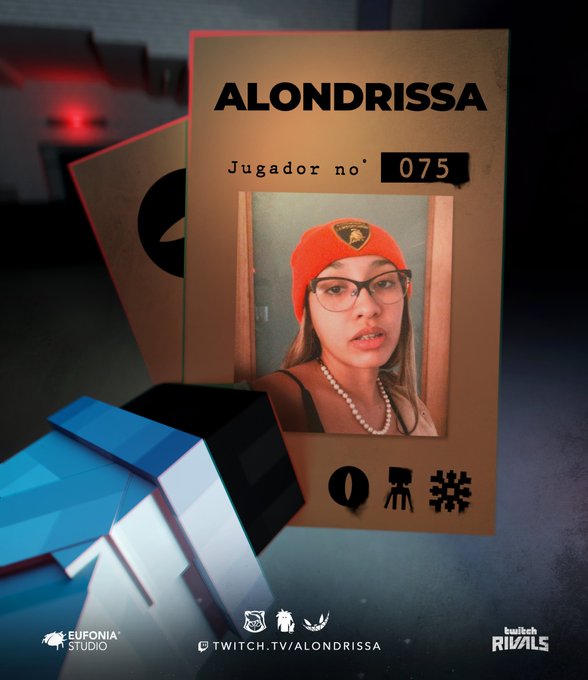 ALONDRISSA
Jugador no° 075
EUFONIA®
STUDIO
TWITCH.TV/ALONDRISSA
twitch
RIVALS